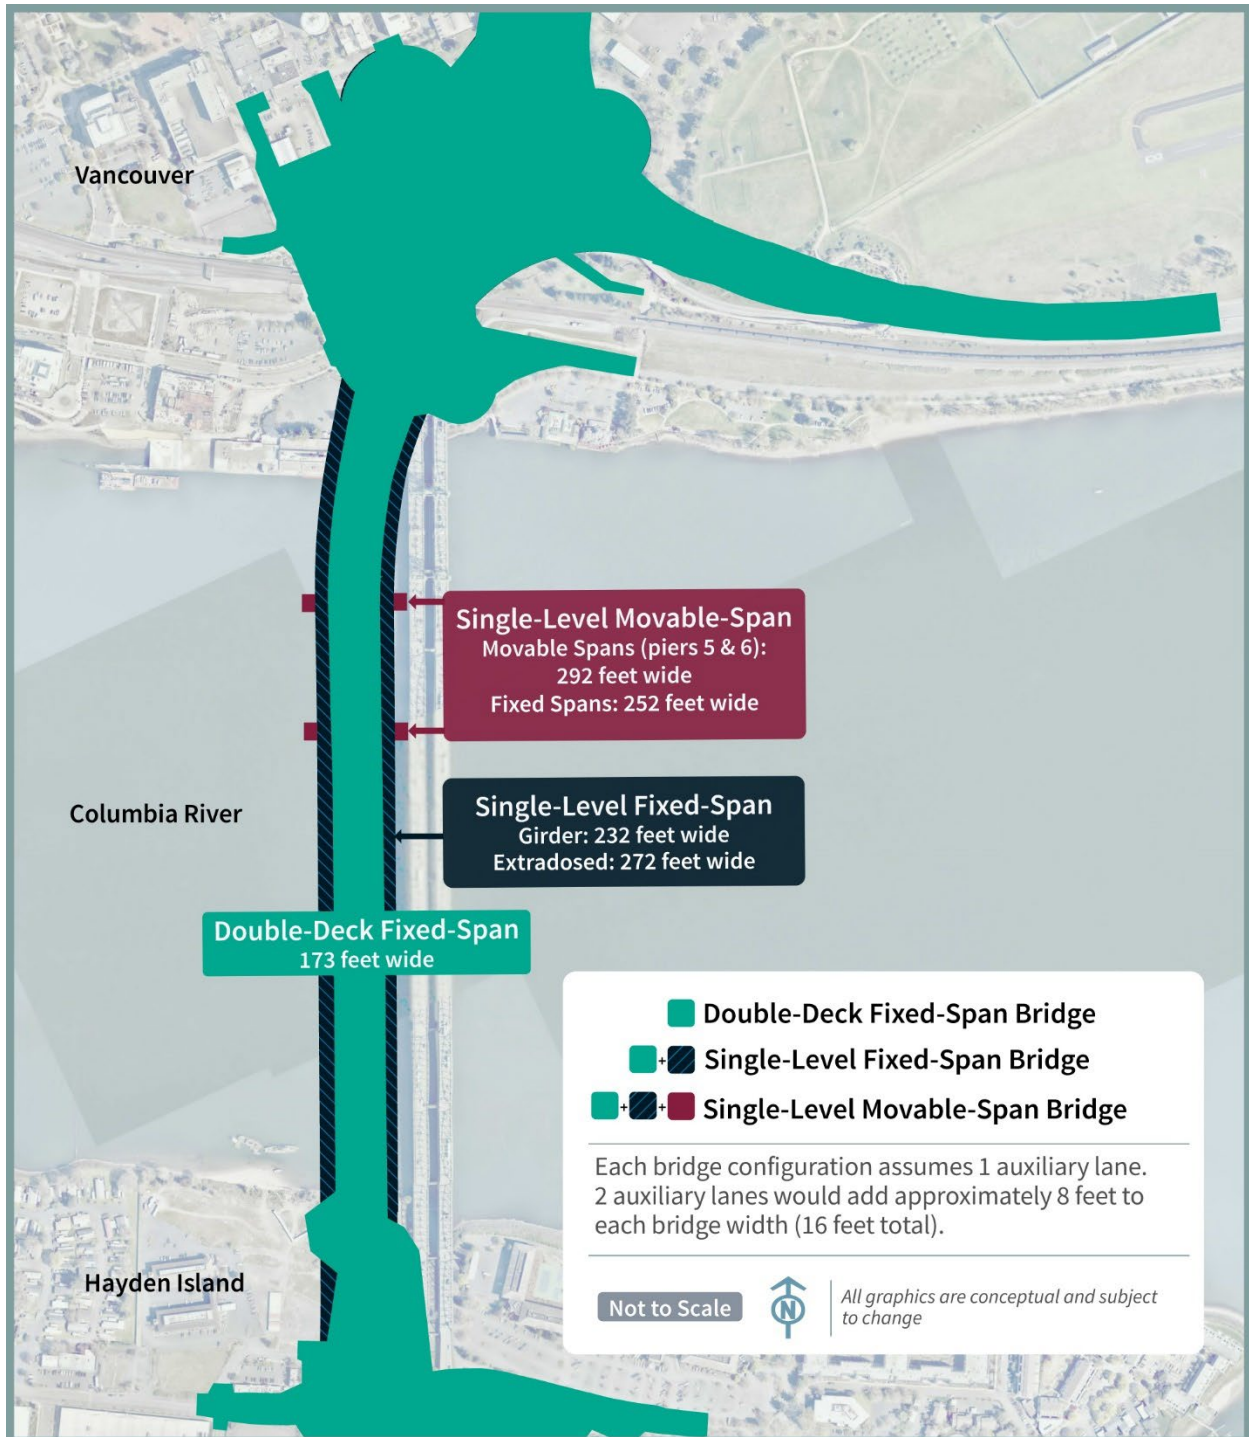 Vancouver
Single-Level Movable-Span
Movable Spans (piers 5 & 6):
292 feet wide
Fixed Spans: 252 feet wide
Columbia River
Single-Level Fixed-Span
Girder: 232 feet wide
Extradosed: 272 feet wide
Double-Deck Fixed-Span
173 feet wide
Double-Deck Fixed-Span Bridge
+ Single-Level Fixed-Span Bridge
+ + Single-Level Movable-Span Bridge
Each bridge configuration assumes 1 auxiliary lane.
2 auxiliary lanes would add approximately 8 feet to
each bridge width (16 feet total).
Hayden Island
Not to Scale
N
All graphics are conceptual and subject
to change